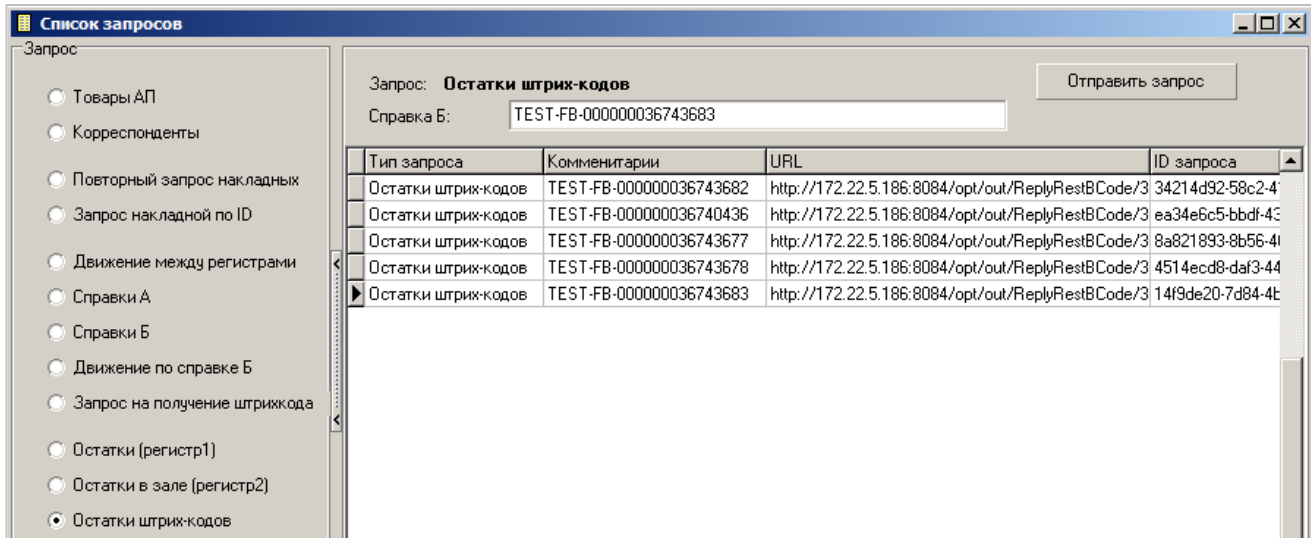 Список запросов
Запрос
Товары АП
Корреспонденты
Повторный запрос накладных
Запрос накладной по ID
Движение между регистрами
Справки А
Справки Б
Движение по справке Б
Запрос на получение штрихкода
Остатки (регистр1)
Остатки в зале (регистр2)
Остатки штрих-кодов
Запрос: Остатки штрих-кодов
Отправить запрос
Справка Б: TEST-FB-000000036743683
Тип запроса Комменитарии URL ID запроса
Остатки штрих-кодов TEST-FB-000000036743682 http://172.22.5.186:8084/opt/out/ReplyRestBCode/3 34214d92-58c2-4
Остатки штрих-кодов TEST-FB-000000036740436 http://172.22.5.186:8084/opt/out/ReplyRestBCode/3 ea34e6c5-bbdf-43
Остатки штрих-кодов TEST-FB-000000036743677 http://172.22.5.186:8084/opt/out/ReplyRestBCode/3 8a821893-8b56-4
Остатки штрих-кодов TEST-FB-000000036743678 http://172.22.5.186:8084/opt/out/ReplyRestBCode/3 4514ecd8-daf3-44
Остатки штрих-кодов TEST-FB-000000036743683 http://172.22.5.186:8084/opt/out/ReplyRestBCode/3 14f9de20-7d84-4b